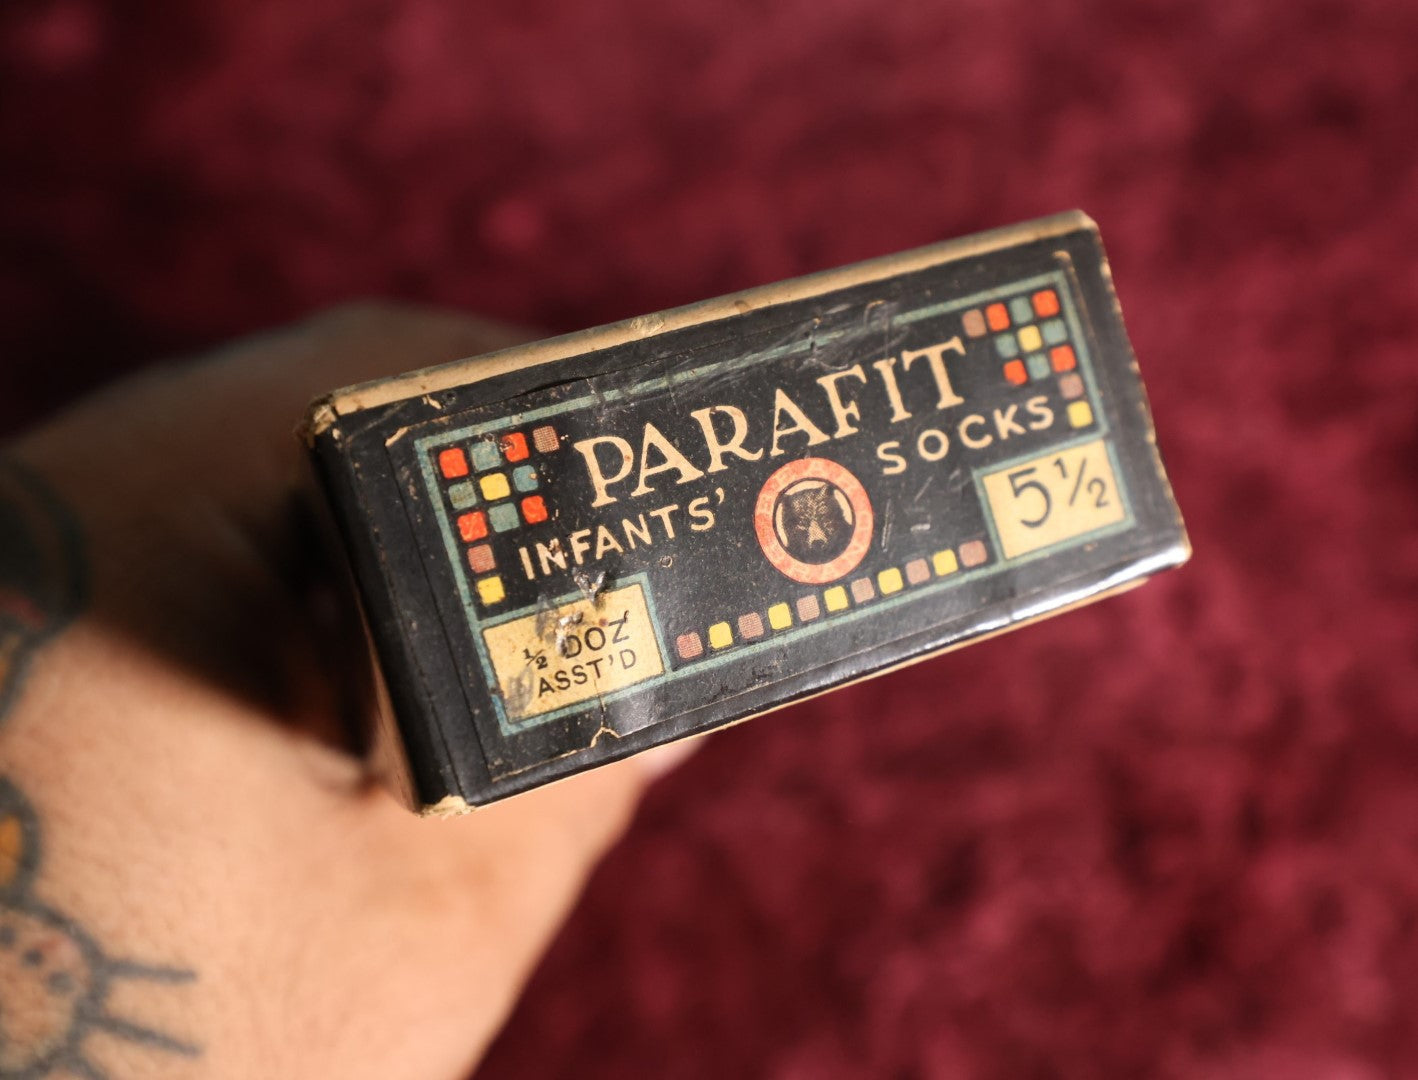 PARAFIT
INFANTS' SOCKS
5½
½ DOZ
ASST'D